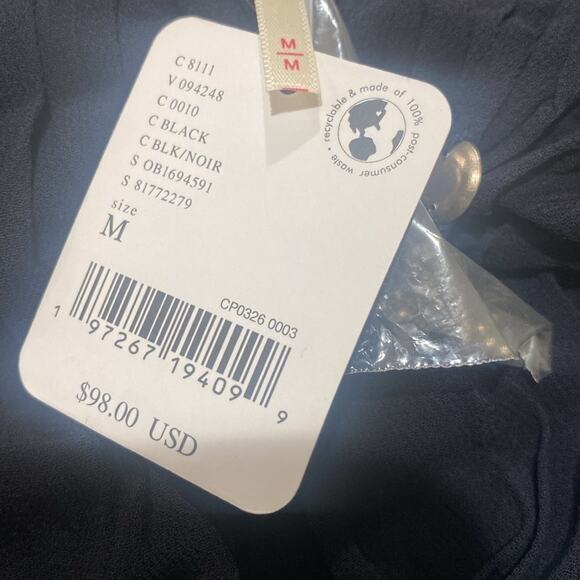 M
M
recyclable & made of 100% post-consumer waste •
C 8111
V 094248
C 0010
C BLACK
C BLK/NOIR
S OB1694591
S 81772279
size
M
CP0326 0003
1 97267 19409 9
$98.00 USD